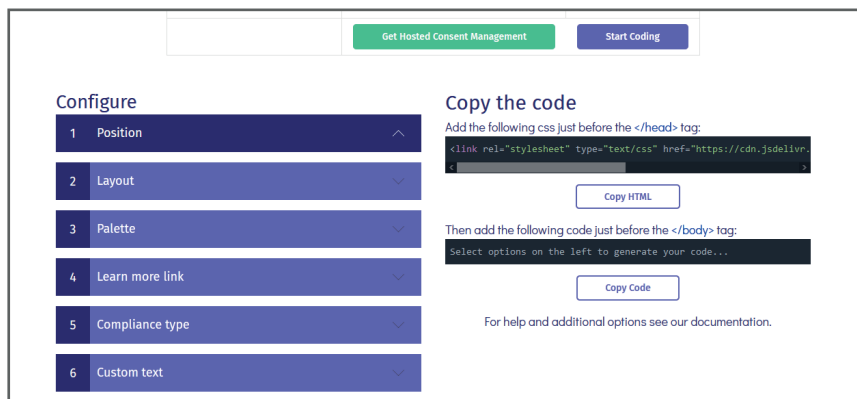 Get Hosted Consent Management
Start Coding
Configure
1 Position
2 Layout
3 Palette
4 Learn more link
5 Compliance type
6 Custom text
Copy the code
Add the following css just before the </head> tag:
<link rel="stylesheet" type="text/css" href="https://cdn.jsdelivr.
Copy HTML
Then add the following code just before the </body> tag:
Select options on the left to generate your code...
Copy Code
For help and additional options see our documentation.